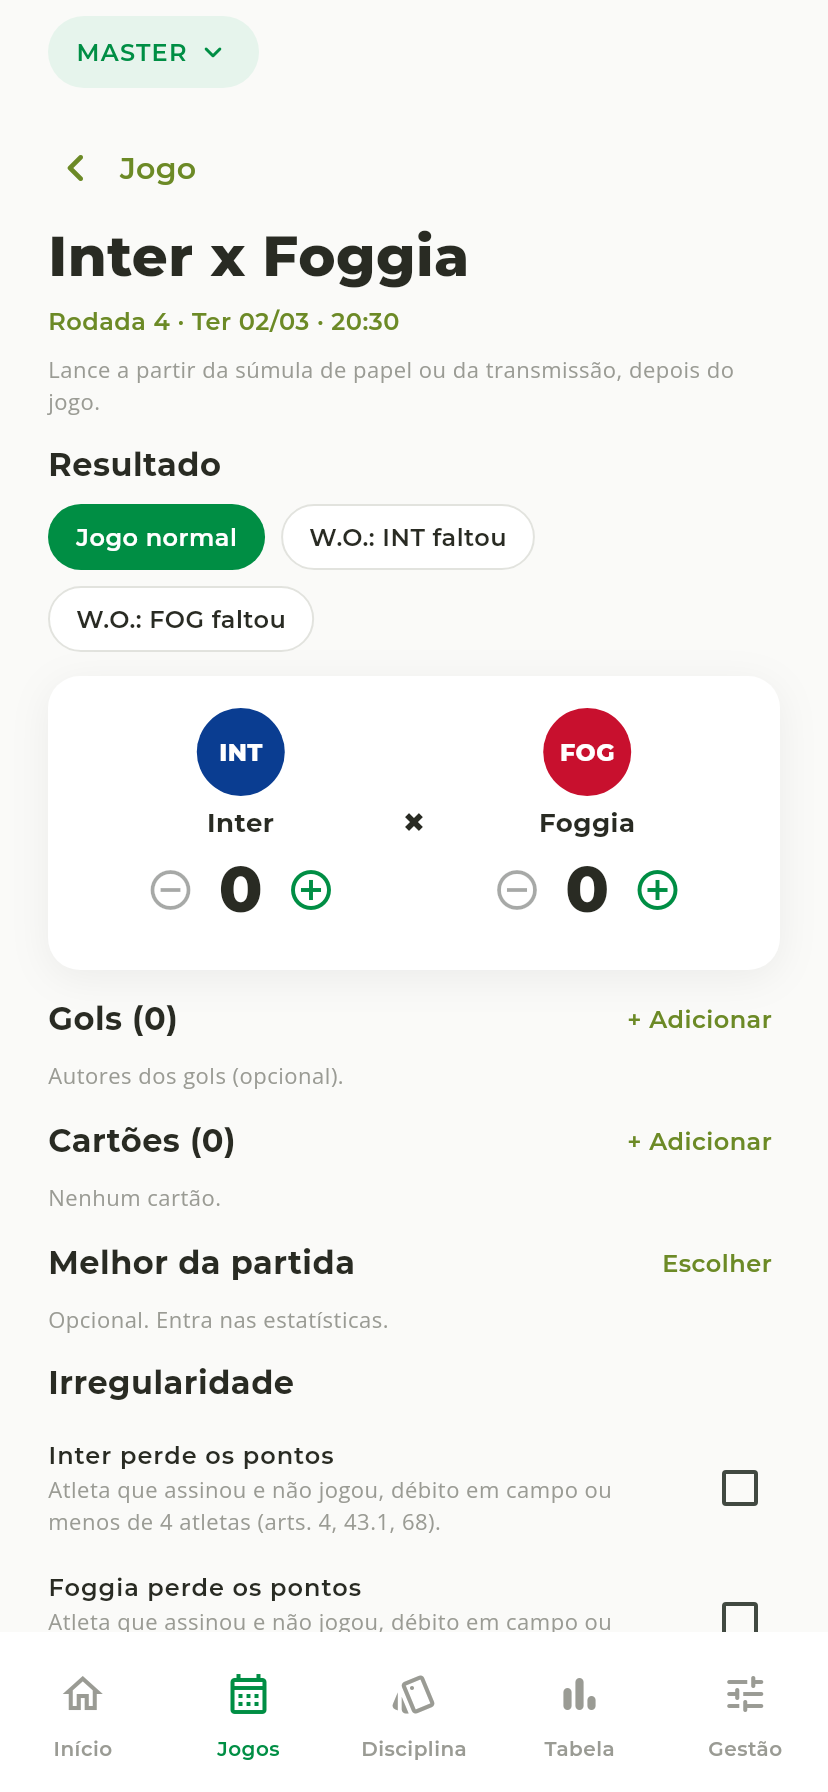 MASTER
Jogo
Inter x Foggia
Rodada 4 · Ter 02/03 · 20:30
Lance a partir da súmula de papel ou da transmissão, depois do
jogo.
Resultado
Jogo normal
W.O.: INT faltou
W.O.: FOG faltou
INT
FOG
Inter
×
Foggia
0
0
Gols (0)
+ Adicionar
Autores dos gols (opcional).
Cartões (0)
+ Adicionar
Nenhum cartão.
Melhor da partida
Escolher
Opcional. Entra nas estatísticas.
Irregularidade
Inter perde os pontos
Atleta que assinou e não jogou, débito em campo ou
menos de 4 atletas (arts. 4, 43.1, 68).
Foggia perde os pontos
Atleta que assinou e não jogou, débito em campo ou
Início
Jogos
Disciplina
Tabela
Gestão